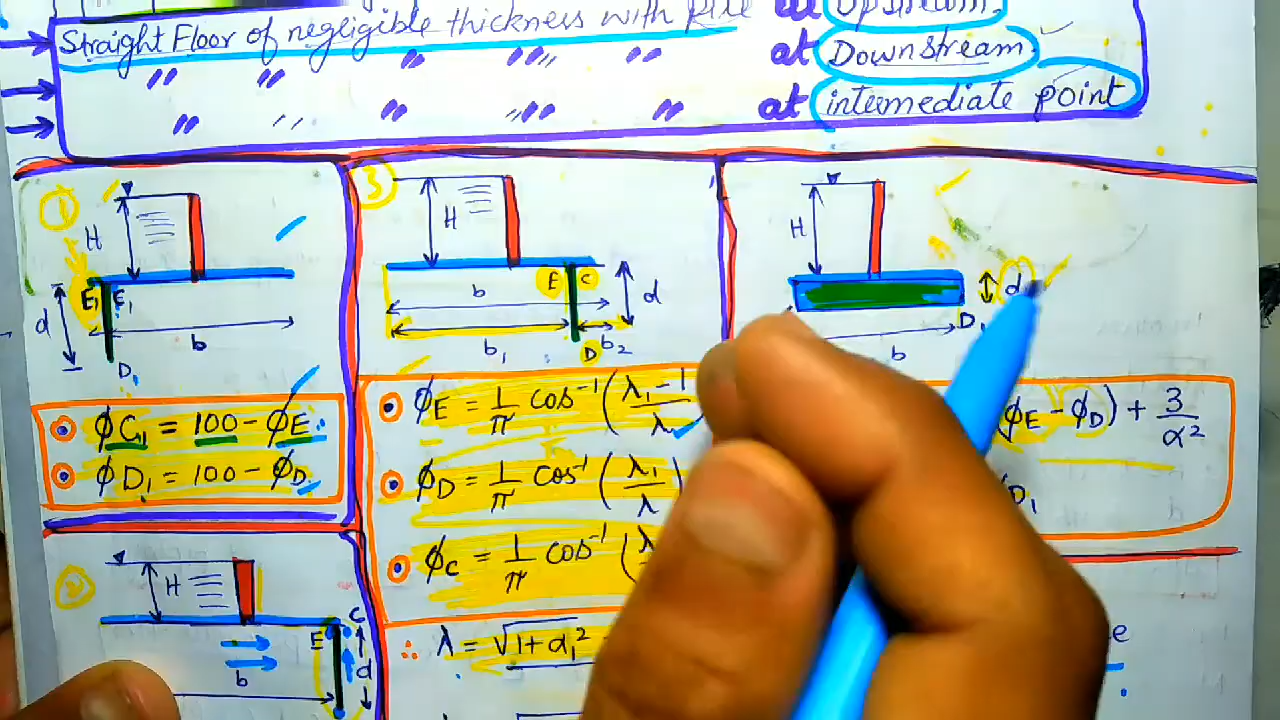 at Upstream.
Straight Floor of negligible thickness with Pile
" " " " " at Downstream
" " " " " at intermediate point
①
H
E₁ C₁
d
b
D₁
ϕC₁ = 100 - ϕE
ϕD₁ = 100 - ϕD
②
H
C
E
d
b
3
H
E C
b
d
b₁
D b₂
ϕE = 1/π cos⁻¹ (λ₁ - 1 / λ
ϕD = 1/π cos⁻¹ (λ₁ / λ)
ϕC = 1/π cos⁻¹ (
∴ λ = √1+α₁²
λ
H
d
D₁
b
(ϕE - ϕD) + 3/α²
D₁
e